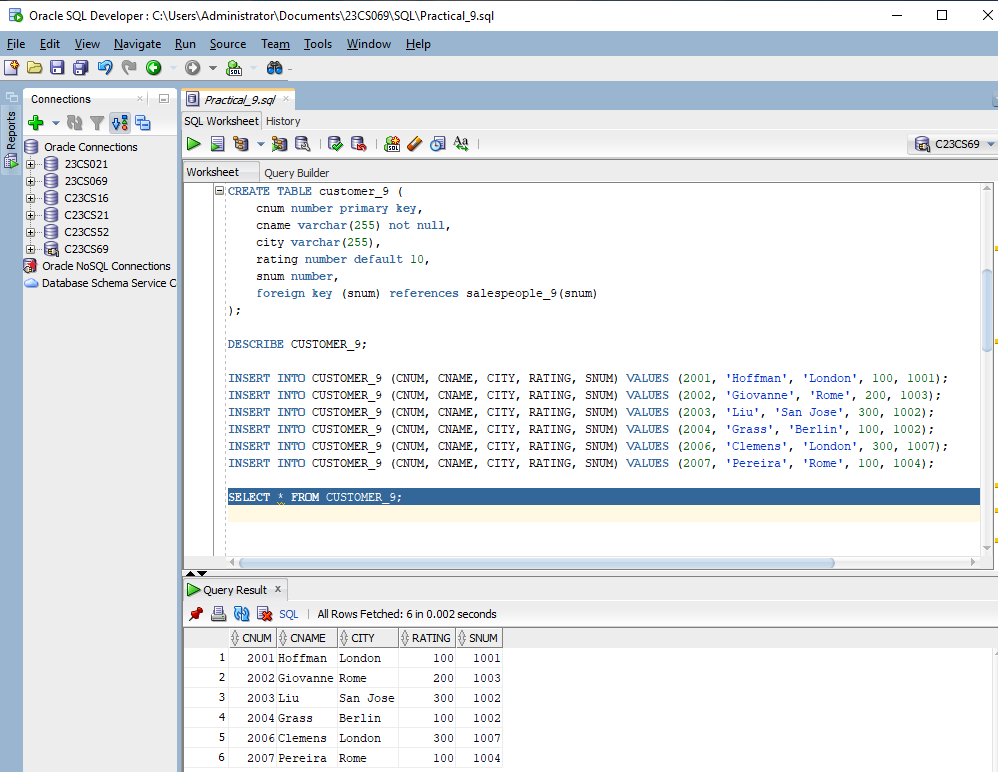 Oracle SQL Developer : C:\Users\Administrator\Documents\23CS069\SQL\Practical_9.sql
File Edit View Navigate Run Source Team Tools Window Help
Reports
Connections
Oracle Connections
23CS021
23CS069
C23CS16
C23CS21
C23CS52
C23CS69
Oracle NoSQL Connections
Database Schema Service C
Practical_9.sql
SQL Worksheet History
C23CS69
Worksheet Query Builder
CREATE TABLE customer_9 (
cnum number primary key,
cname varchar(255) not null,
city varchar(255),
rating number default 10,
snum number,
foreign key (snum) references salespeople_9(snum)
);
DESCRIBE CUSTOMER_9;
INSERT INTO CUSTOMER_9 (CNUM, CNAME, CITY, RATING, SNUM) VALUES (2001, 'Hoffman', 'London', 100, 1001);
INSERT INTO CUSTOMER_9 (CNUM, CNAME, CITY, RATING, SNUM) VALUES (2002, 'Giovanne', 'Rome', 200, 1003);
INSERT INTO CUSTOMER_9 (CNUM, CNAME, CITY, RATING, SNUM) VALUES (2003, 'Liu', 'San Jose', 300, 1002);
INSERT INTO CUSTOMER_9 (CNUM, CNAME, CITY, RATING, SNUM) VALUES (2004, 'Grass', 'Berlin', 100, 1002);
INSERT INTO CUSTOMER_9 (CNUM, CNAME, CITY, RATING, SNUM) VALUES (2006, 'Clemens', 'London', 300, 1007);
INSERT INTO CUSTOMER_9 (CNUM, CNAME, CITY, RATING, SNUM) VALUES (2007, 'Pereira', 'Rome', 100, 1004);
SELECT * FROM CUSTOMER_9;
Query Result
SQL | All Rows Fetched: 6 in 0.002 seconds
CNUM CNAME CITY RATING SNUM
1 2001 Hoffman London 100 1001
2 2002 Giovanne Rome 200 1003
3 2003 Liu San Jose 300 1002
4 2004 Grass Berlin 100 1002
5 2006 Clemens London 300 1007
6 2007 Pereira Rome 100 1004